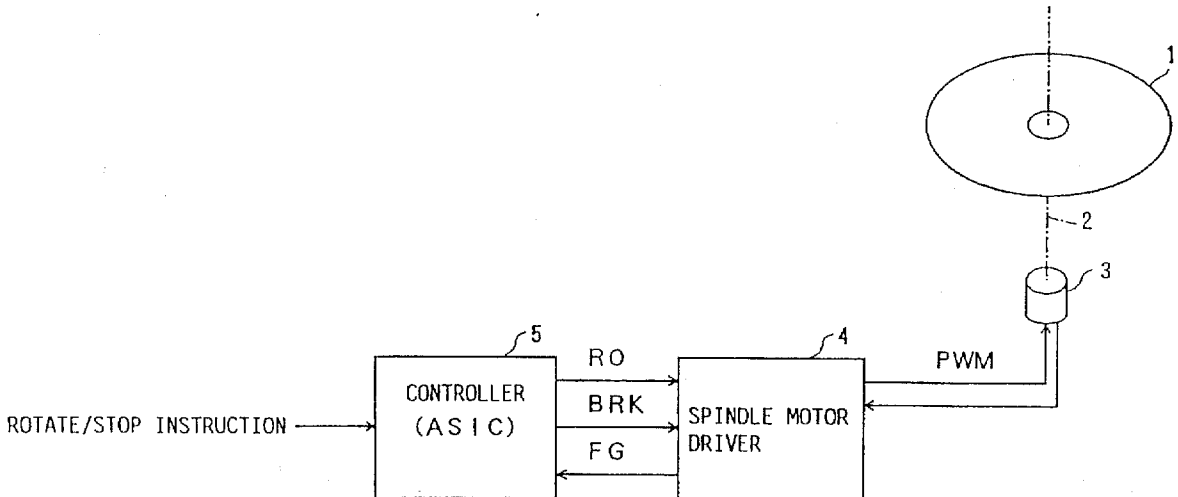 1
2
3
5
4
RO
PWM
CONTROLLER
(ASIC)
BRK
ROTATE/STOP INSTRUCTION
SPINDLE MOTOR
DRIVER
FG